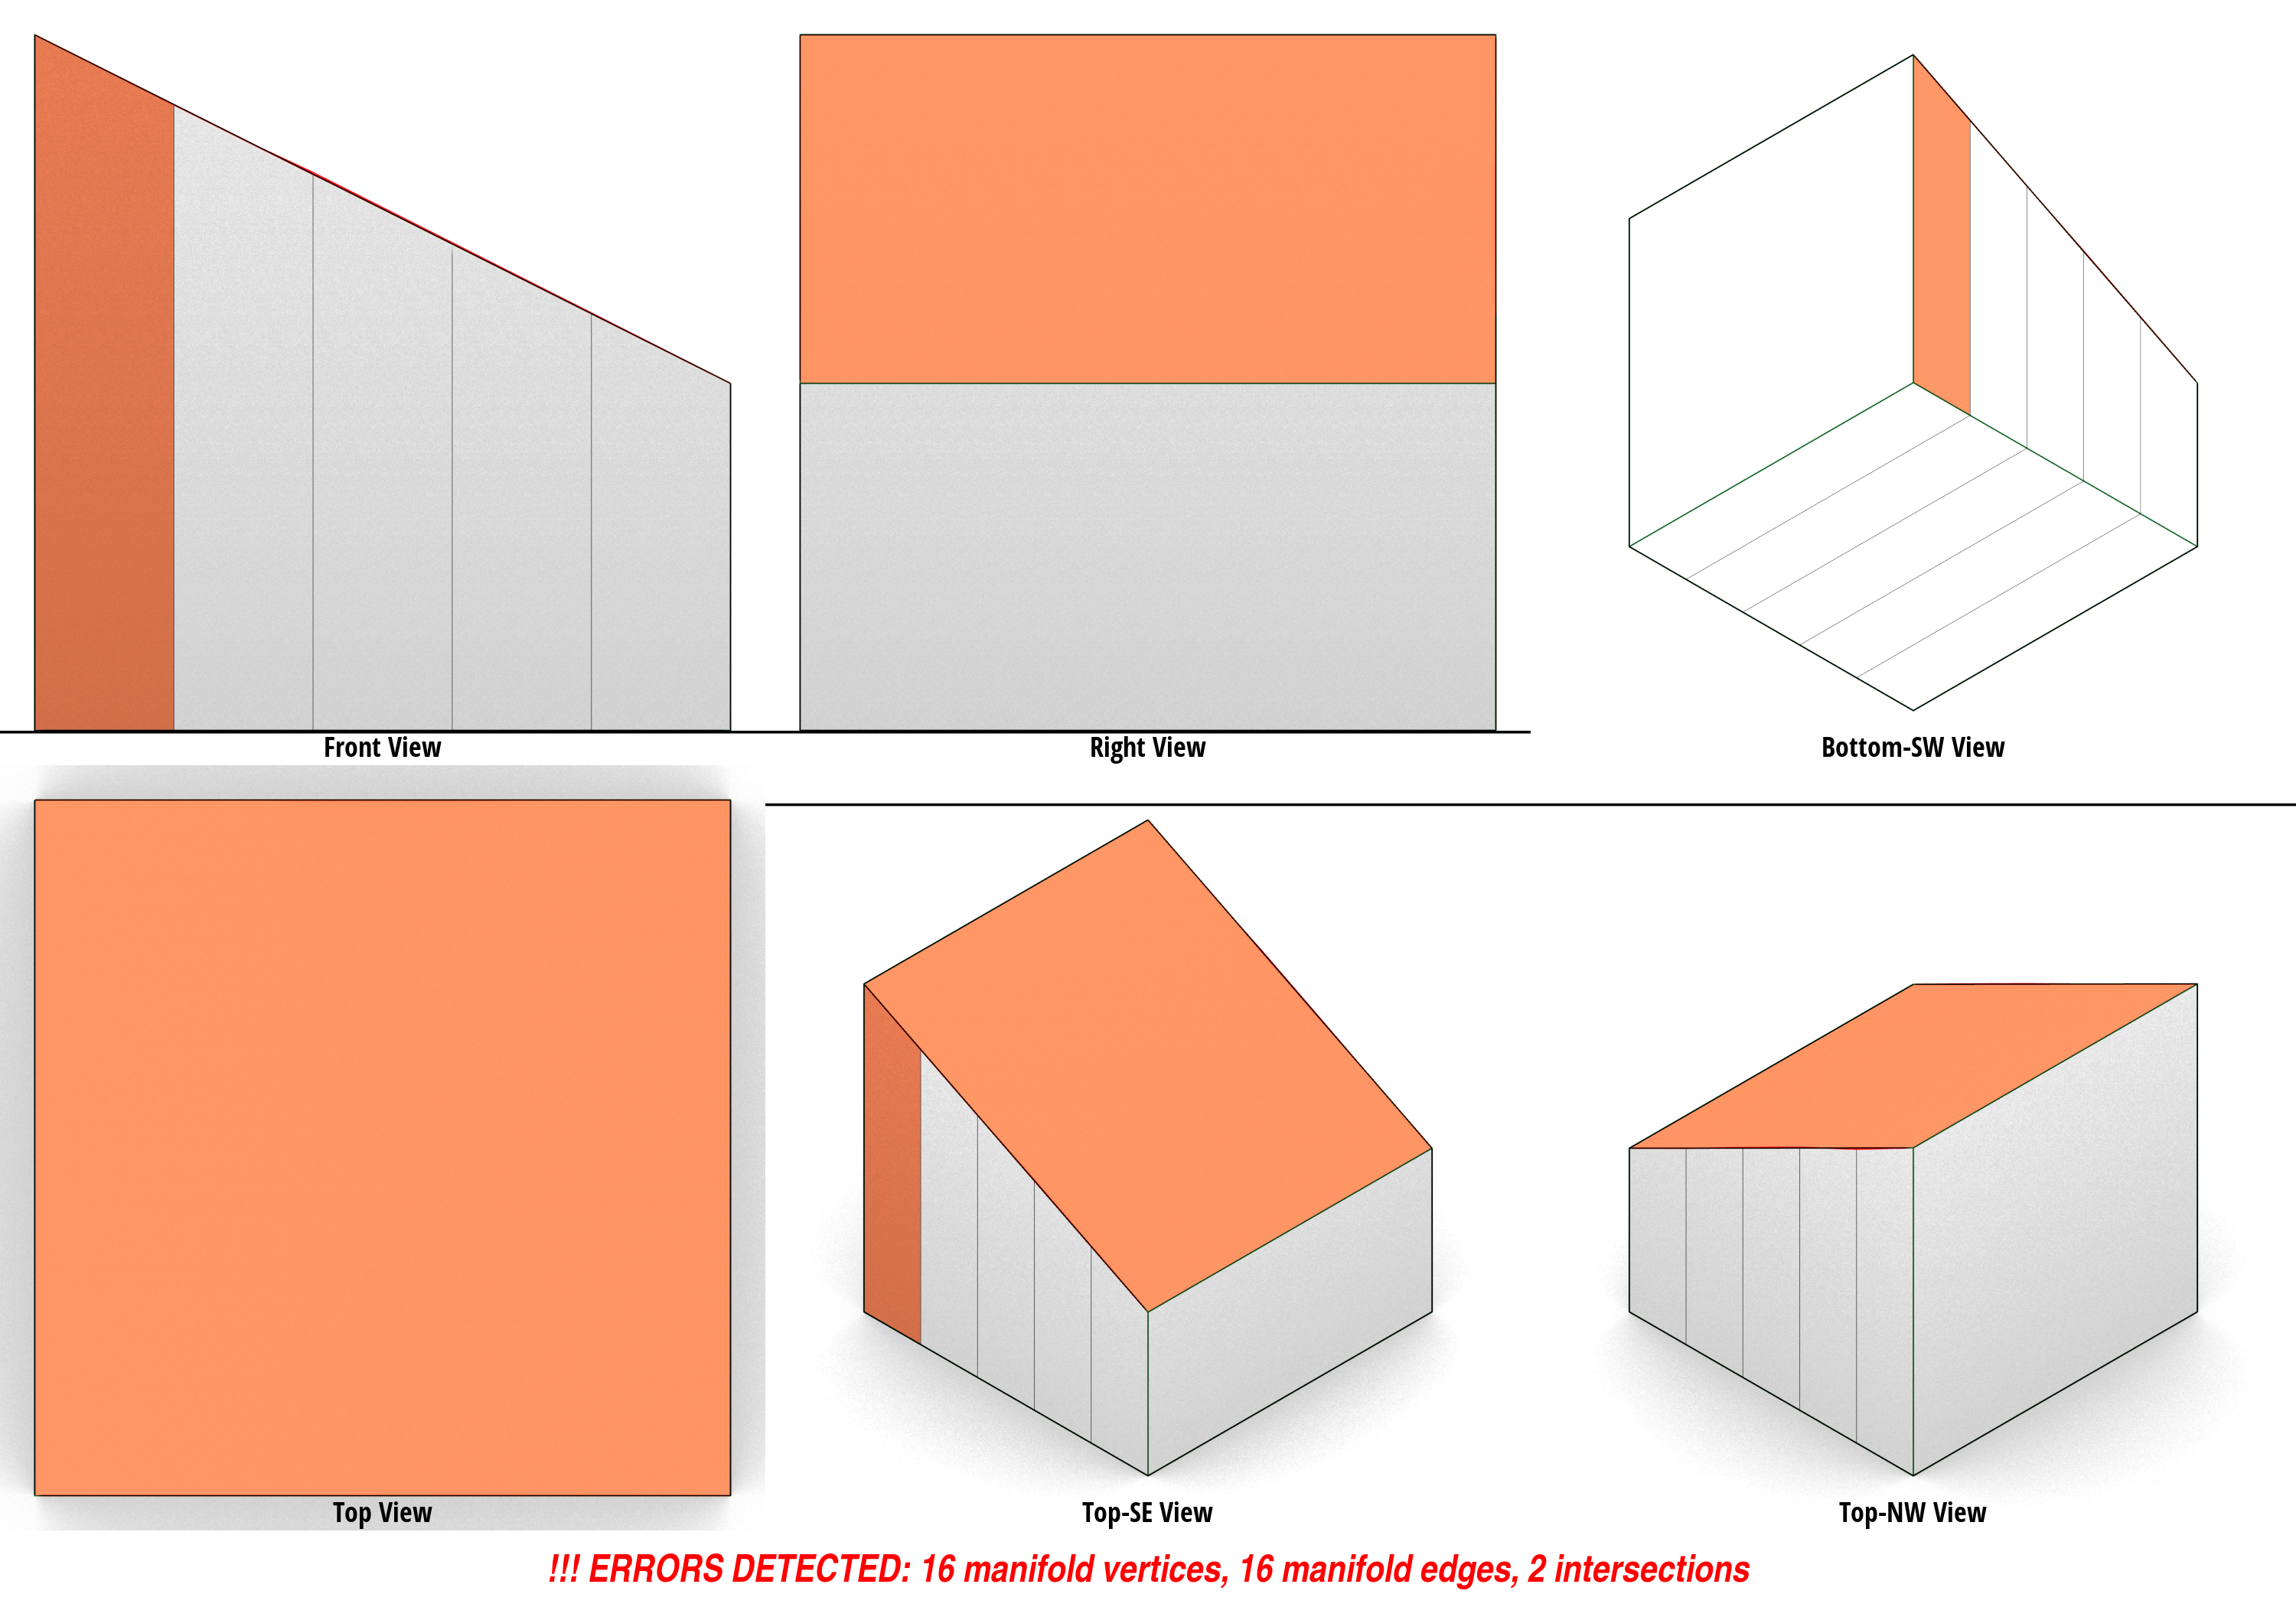 Front View
Right View
Bottom-SW View
Top View
Top-SE View
Top-NW View
!!! ERRORS DETECTED: 16 manifold vertices, 16 manifold edges, 2 intersections